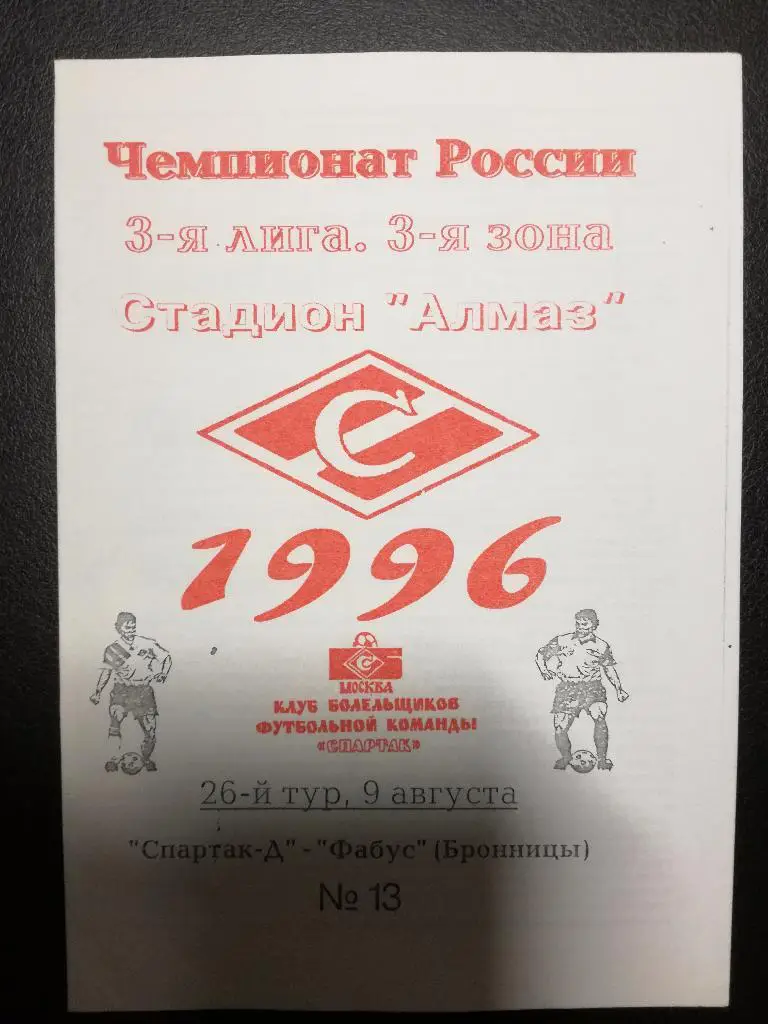 Чемпионат России
3-я лига. 3-я зона
Стадион "Алмаз"
С
1996
С
МОСКВА
КЛУБ БОЛЕЛЬЩИКОВ
ФУТБОЛЬНОЙ КОМАНДЫ
«СПАРТАК»
26-й тур, 9 августа
"Спартак-Д" - "Фабус" (Бронницы)
№ 13